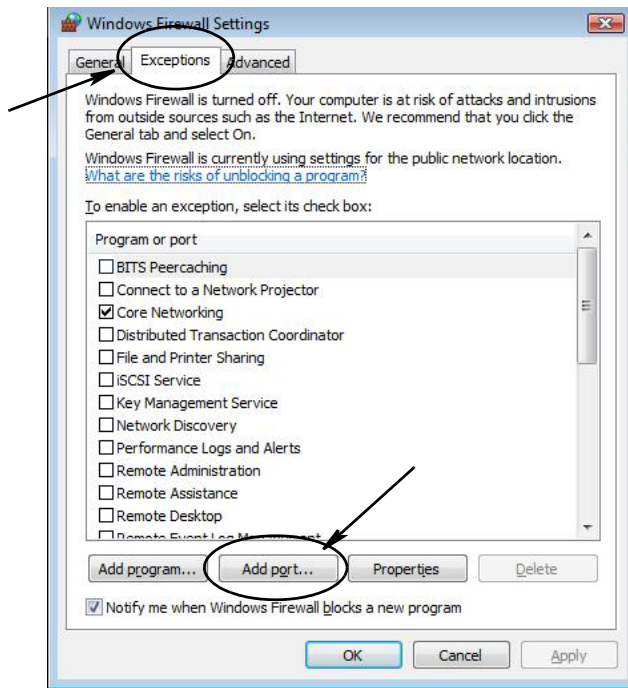 Windows Firewall Settings
General Exceptions Advanced
Windows Firewall is turned off. Your computer is at risk of attacks and intrusions
from outside sources such as the Internet. We recommend that you click the
General tab and select On.
Windows Firewall is currently using settings for the public network location.
What are the risks of unblocking a program?
To enable an exception, select its check box:
Program or port
BITS Peercaching
Connect to a Network Projector
Core Networking
Distributed Transaction Coordinator
File and Printer Sharing
iSCSI Service
Key Management Service
Network Discovery
Performance Logs and Alerts
Remote Administration
Remote Assistance
Remote Desktop
Remote Event Log Management
Add program... Add port... Properties Delete
Notify me when Windows Firewall blocks a new program
OK Cancel Apply